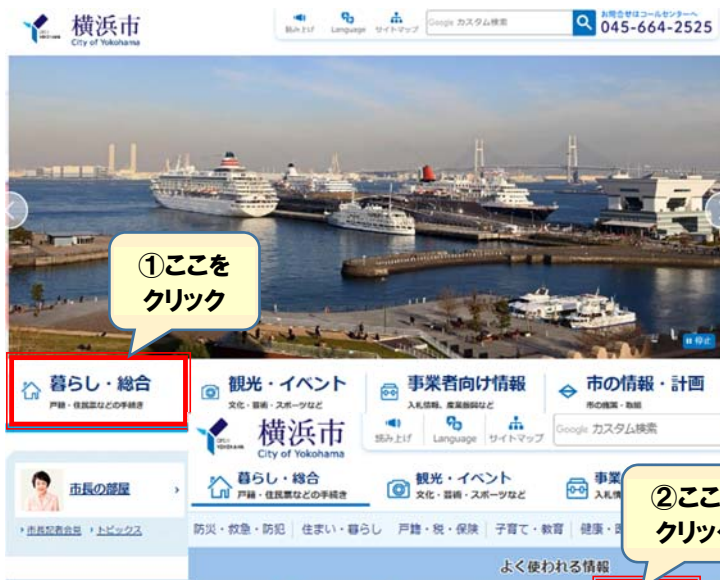 横浜市
City of Yokohama
読み上げ
Language
サイトマップ
Google カスタム検索
お問合せはコールセンターへ
045-664-2525
①ここを
クリック
停止
暮らし・総合
戸籍・住民票などの手続き
観光・イベント
文化・芸術・スポーツなど
事業者向け情報
入札情報、産業振興など
市の情報・計画
市の施策・取組
横浜市
City of Yokohama
読み上げ
Language
サイトマップ
Google カスタム検索
市長の部屋
市長記者会見
トピックス
暮らし・総合
戸籍・住民票などの手続き
観光・イベント
文化・芸術・スポーツなど
事業
入札
②ここ
クリッ
防災・救急・防犯
住まい・暮らし
戸籍・税・保険
子育て・教育
健康・
よく使われる情報